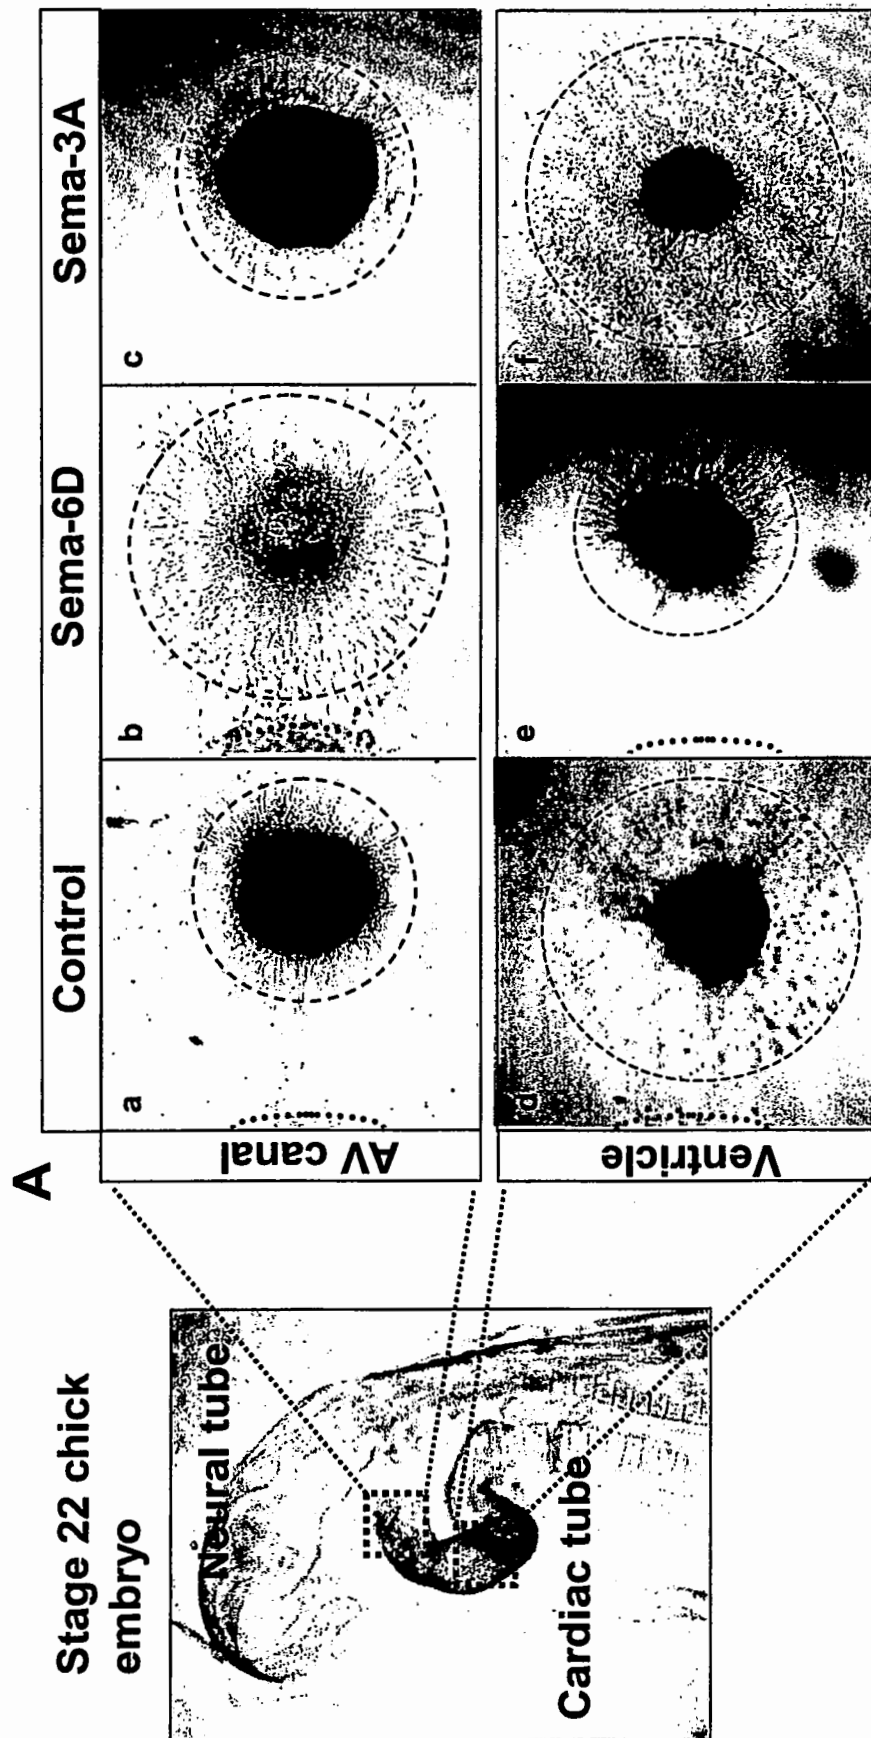 A
Stage 22 chick
embryo
Neural tube
Cardiac tube
Control
Sema-6D
Sema-3A
AV canal
a
b
c
Ventricle
d
e
f